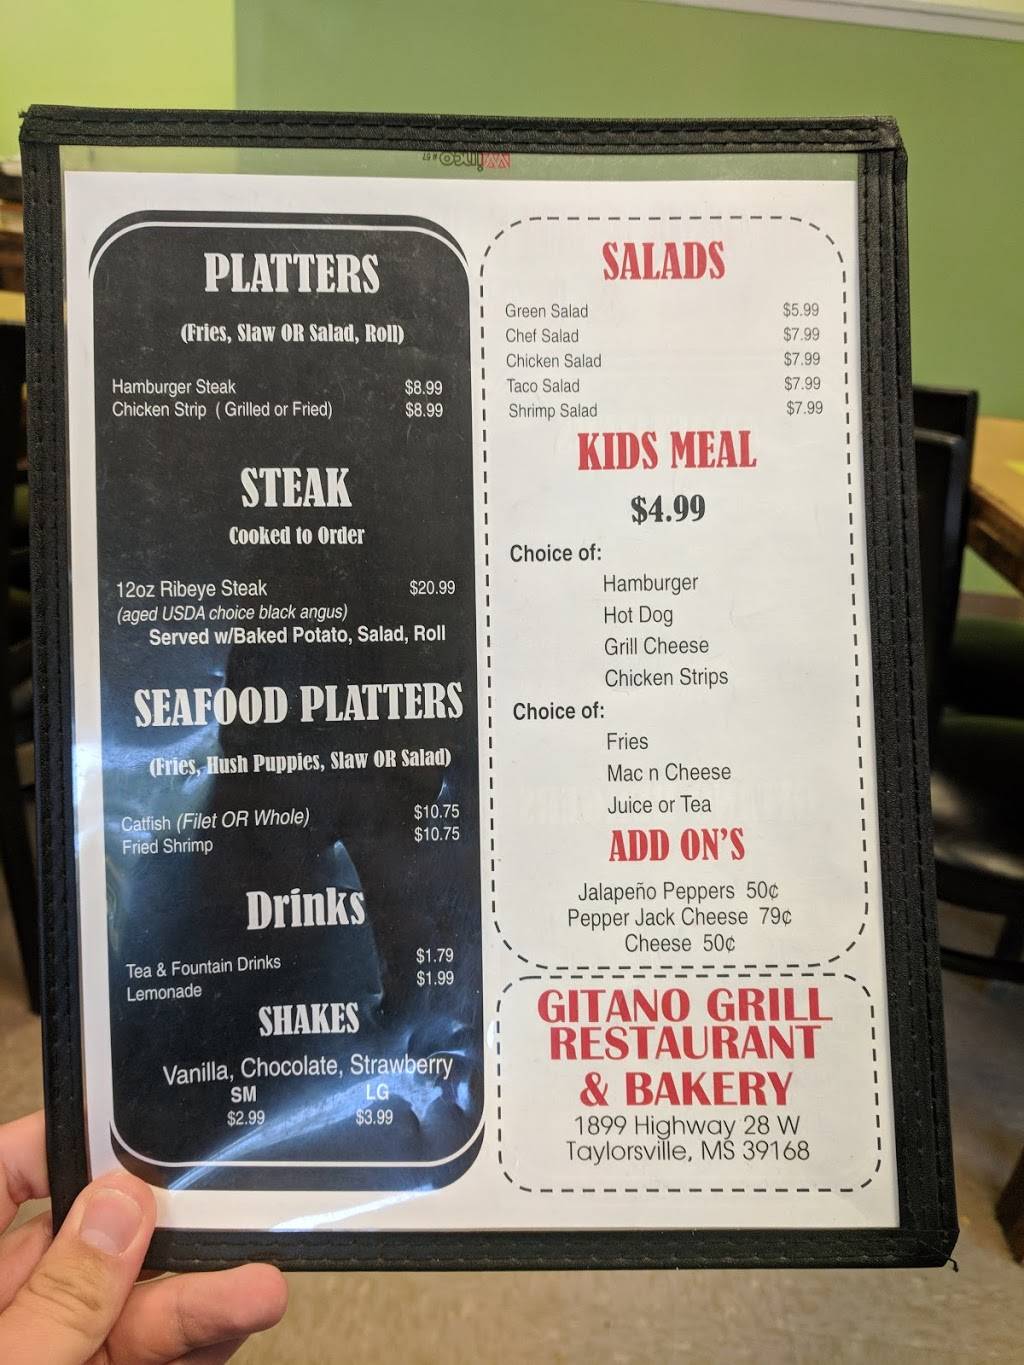 PLATTERS
(Fries, Slaw OR Salad, Roll)
Hamburger Steak $8.99
Chicken Strip ( Grilled or Fried) $8.99
STEAK
Cooked to Order
12oz Ribeye Steak $20.99
(aged USDA choice black angus)
Served w/Baked Potato, Salad, Roll
SEAFOOD PLATTERS
(Fries, Hush Puppies, Slaw OR Salad)
Catfish (Filet OR Whole) $10.75
Fried Shrimp $10.75
Drinks
Tea & Fountain Drinks $1.79
Lemonade $1.99
SHAKES
Vanilla, Chocolate, Strawberry
SM LG
$2.99 $3.99
SALADS
Green Salad $5.99
Chef Salad $7.99
Chicken Salad $7.99
Taco Salad $7.99
Shrimp Salad $7.99
KIDS MEAL
$4.99
Choice of:
Hamburger
Hot Dog
Grill Cheese
Chicken Strips
Choice of:
Fries
Mac n Cheese
Juice or Tea
ADD ON'S
Jalapeño Peppers 50¢
Pepper Jack Cheese 79¢
Cheese 50¢
GITANO GRILL
RESTAURANT
& BAKERY
1899 Highway 28 W
Taylorsville, MS 39168